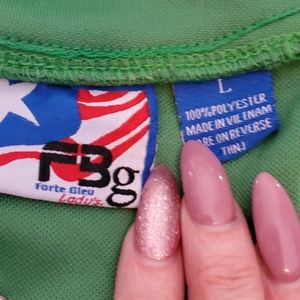 FBg
Forte Bleu
Lady's
L
100%POLYESTER
MADE IN VIETNAM
CARE ON REVERSE
THNJ